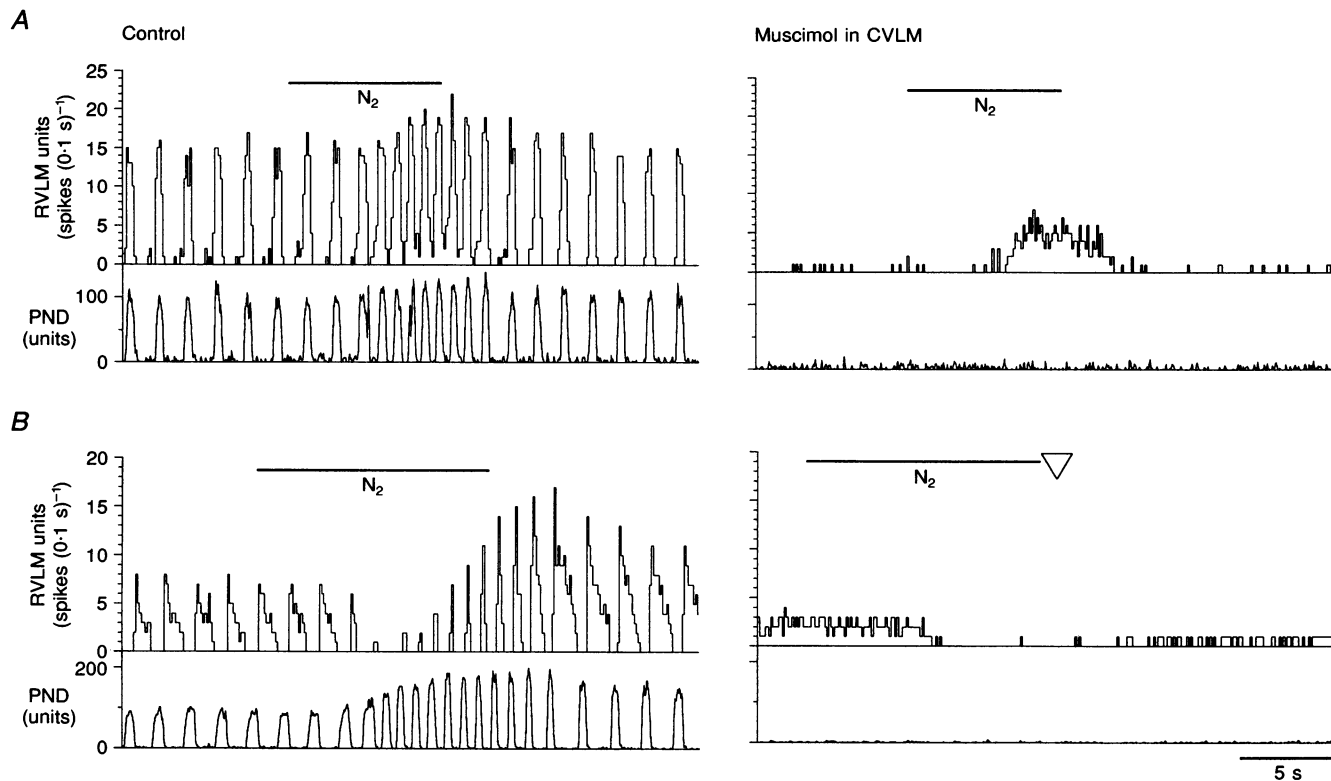 A
Control
Muscimol in CVLM
25
20
15
10
5
0
RVLM units
(spikes (0·1 s)⁻¹)
N₂
N₂
100
0
PND
(units)
B
20
15
10
5
0
RVLM units
(spikes (0·1 s)⁻¹)
N₂
N₂
200
0
PND
(units)
5 s